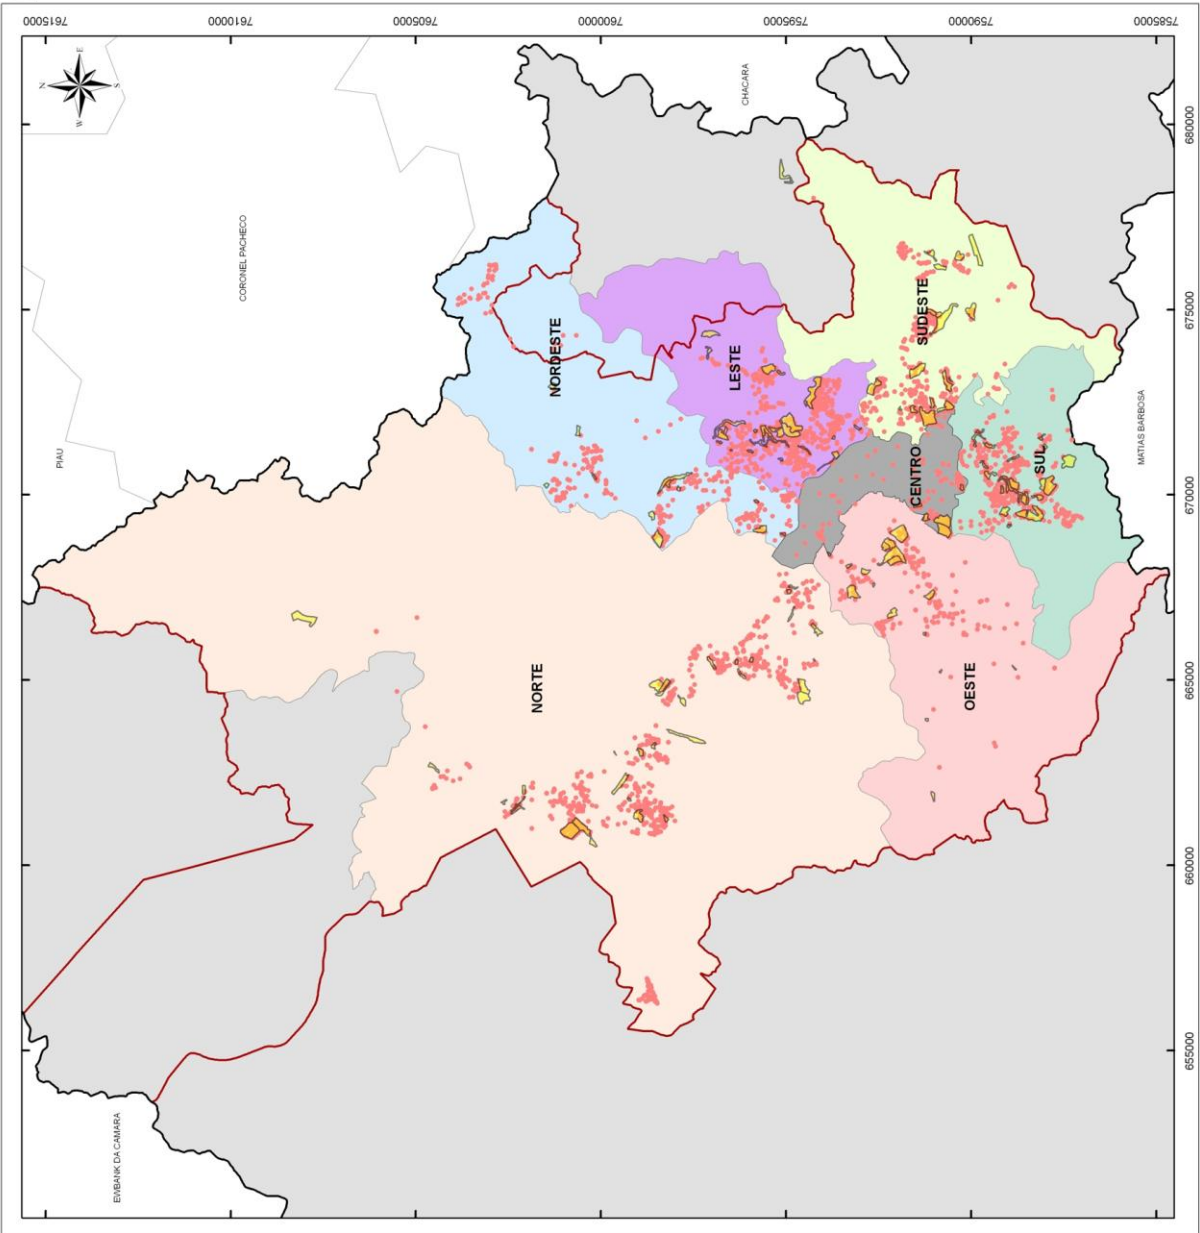 7615000
7610000
7605000
7600000
7595000
7590000
7585000
N
E
S
W
CHACARA
680000
CORONEL PACHECO
675000
PIAU
NORDESTE
LESTE
SUDESTE
MATIAS BARBOSA
CENTRO
SUL
670000
NORTE
OESTE
665000
660000
655000
EWBANK DA CAMARA